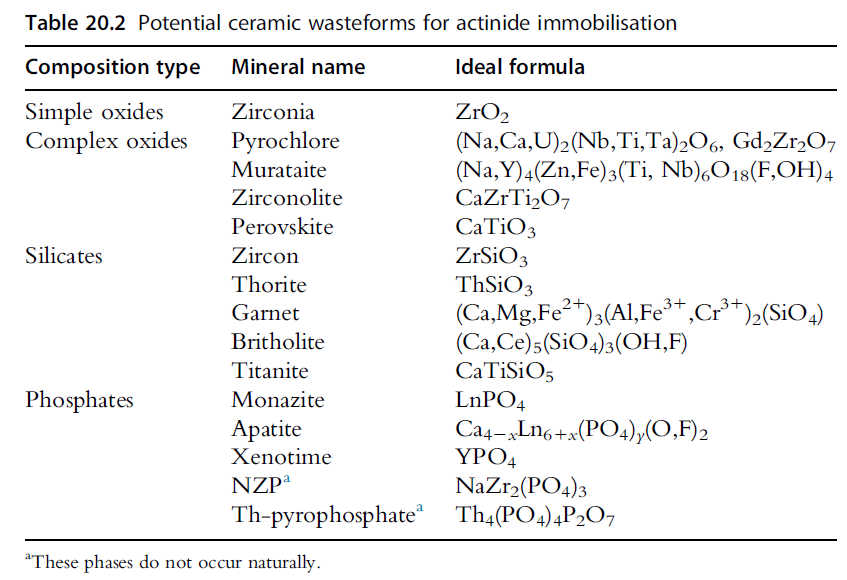 Table 20.2 Potential ceramic wasteforms for actinide immobilisation
Composition type Mineral name Ideal formula
Simple oxides Zirconia ZrO₂
Complex oxides Pyrochlore (Na,Ca,U)₂(Nb,Ti,Ta)₂O₆, Gd₂Zr₂O₇
Murataite (Na,Y)₄(Zn,Fe)₃(Ti, Nb)₆O₁₈(F,OH)₄
Zirconolite CaZrTi₂O₇
Perovskite CaTiO₃
Silicates Zircon ZrSiO₃
Thorite ThSiO₃
Garnet (Ca,Mg,Fe²⁺)₃(Al,Fe³⁺,Cr³⁺)₂(SiO₄)
Britholite (Ca,Ce)₅(SiO₄)₃(OH,F)
Titanite CaTiSiO₅
Phosphates Monazite LnPO₄
Apatite Ca₄₋ₓLn₆₊ₓ(PO₄)y(O,F)₂
Xenotime YPO₄
NZPᵃ NaZr₂(PO₄)₃
Th-pyrophosphateᵃ Th₄(PO₄)₄P₂O₇
ᵃThese phases do not occur naturally.